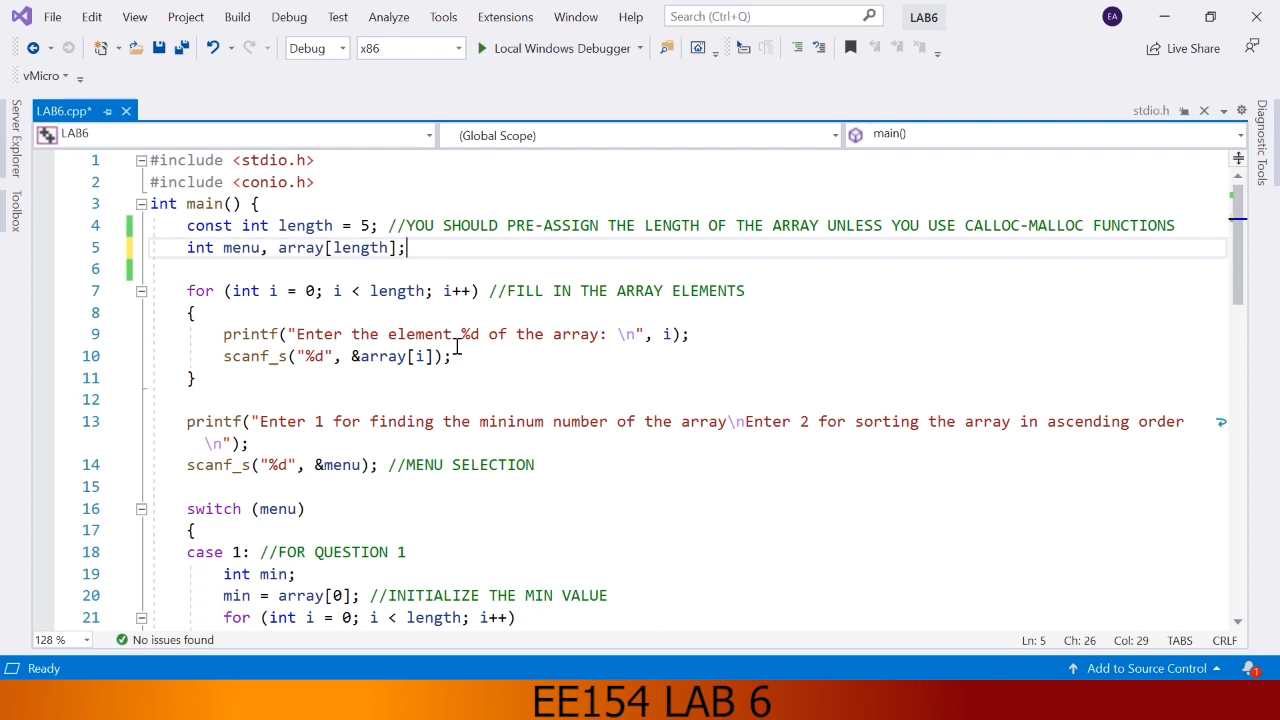 File Edit View Project Build Debug Test Analyze Tools Extensions Window Help Search (Ctrl+Q) LAB6 EA
Debug x86 Local Windows Debugger Live Share
vMicro
LAB6.cpp* stdio.h
LAB6 (Global Scope) main()
Server Explorer
Toolbox
Diagnostic Tools
1 #include <stdio.h>
2 #include <conio.h>
3 int main() {
4 const int length = 5; //YOU SHOULD PRE-ASSIGN THE LENGTH OF THE ARRAY UNLESS YOU USE CALLOC-MALLOC FUNCTIONS
5 int menu, array[length];
6
7 for (int i = 0; i < length; i++) //FILL IN THE ARRAY ELEMENTS
8 {
9 printf("Enter the element %d of the array: \n", i);
10 scanf_s("%d", &array[i]);
11 }
12
13 printf("Enter 1 for finding the mininum number of the array\nEnter 2 for sorting the array in ascending order
\n");
14 scanf_s("%d", &menu); //MENU SELECTION
15
16 switch (menu)
17 {
18 case 1: //FOR QUESTION 1
19 int min;
20 min = array[0]; //INITIALIZE THE MIN VALUE
21 for (int i = 0; i < length; i++)
128 % No issues found Ln: 5 Ch: 26 Col: 29 TABS CRLF
Ready Add to Source Control 1
EE154 LAB 6